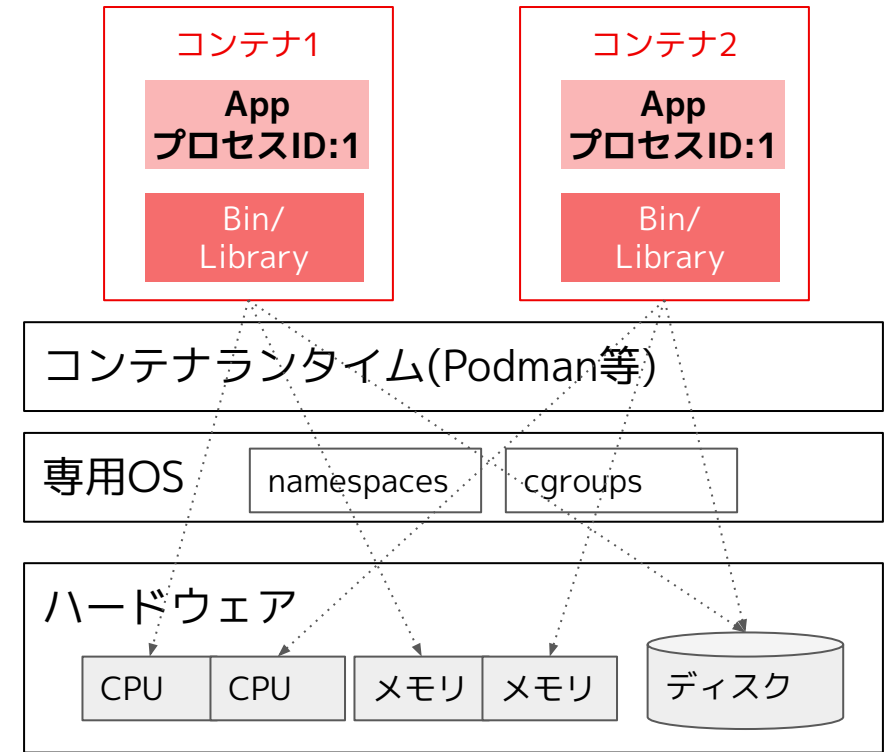 コンテナ1
App
プロセスID:1
Bin/
Library
コンテナ2
App
プロセスID:1
Bin/
Library
コンテナランタイム(Podman等)
専用OS
namespaces
cgroups
ハードウェア
CPU
CPU
メモリ
メモリ
ディスク